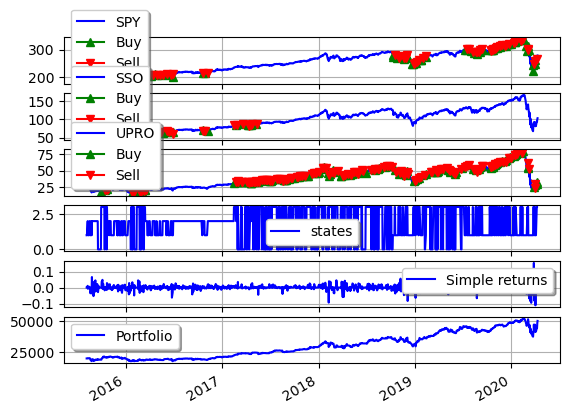 SPY
Buy
Sell
300
200
SSO
Buy
Sell
150
100
50
UPRO
Buy
Sell
75
50
25
states
2.5
0.0
Simple returns
0.1
0.0
−0.1
Portfolio
50000
25000
2016 2017 2018 2019 2020